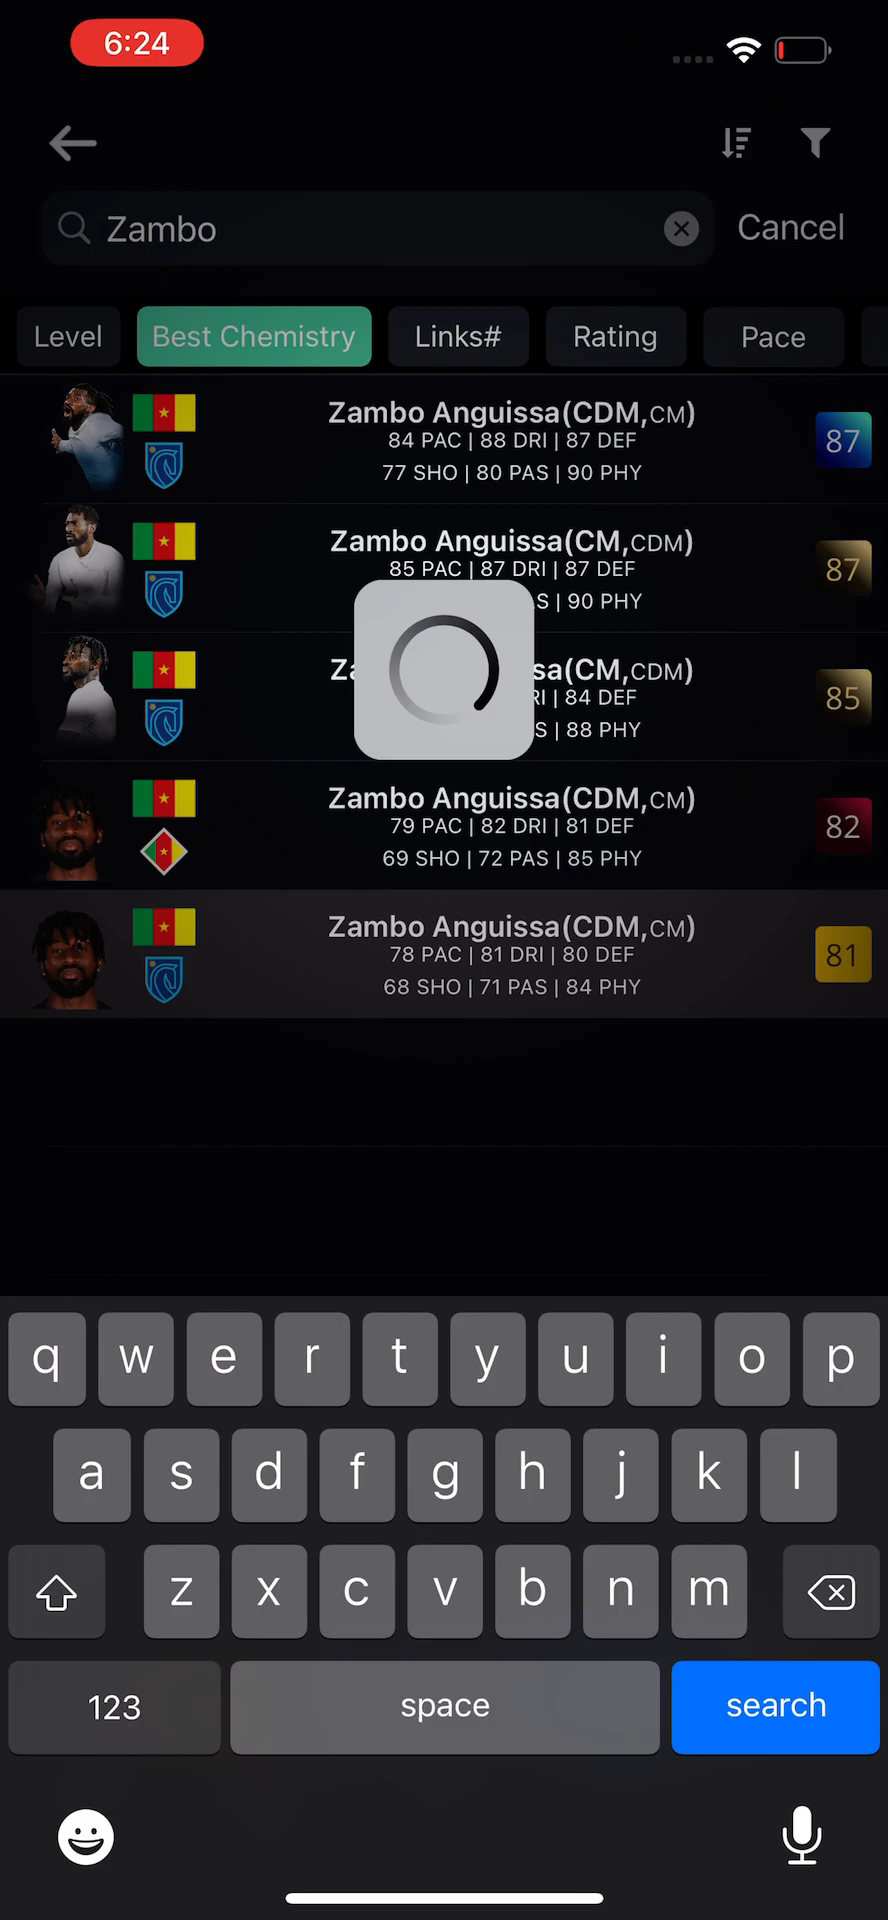 6:24
Zambo
Cancel
Level
Best Chemistry
Links#
Rating
Pace
Zambo Anguissa(CDM,CM)
84 PAC | 88 DRI | 87 DEF
77 SHO | 80 PAS | 90 PHY
87
Zambo Anguissa(CM,CDM)
85 PAC | 87 DRI | 87 DEF
| 90 PHY
87
(CM,CDM)
| 84 DEF
| 88 PHY
85
Zambo Anguissa(CDM,CM)
79 PAC | 82 DRI | 81 DEF
69 SHO | 72 PAS | 85 PHY
82
Zambo Anguissa(CDM,CM)
78 PAC | 81 DRI | 80 DEF
68 SHO | 71 PAS | 84 PHY
81
q w e r t y u i o p
a s d f g h j k l
z x c v b n m
123
space
search